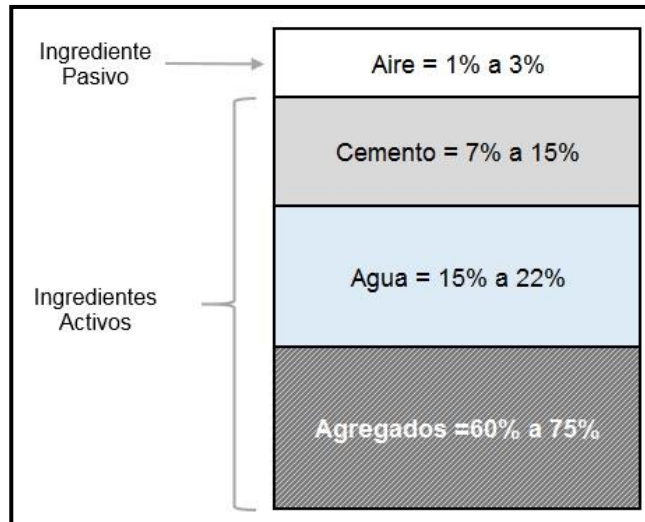 Ingrediente
Pasivo
Aire = 1% a 3%
Cemento = 7% a 15%
Agua = 15% a 22%
Ingredientes
Activos
Agregados =60% a 75%